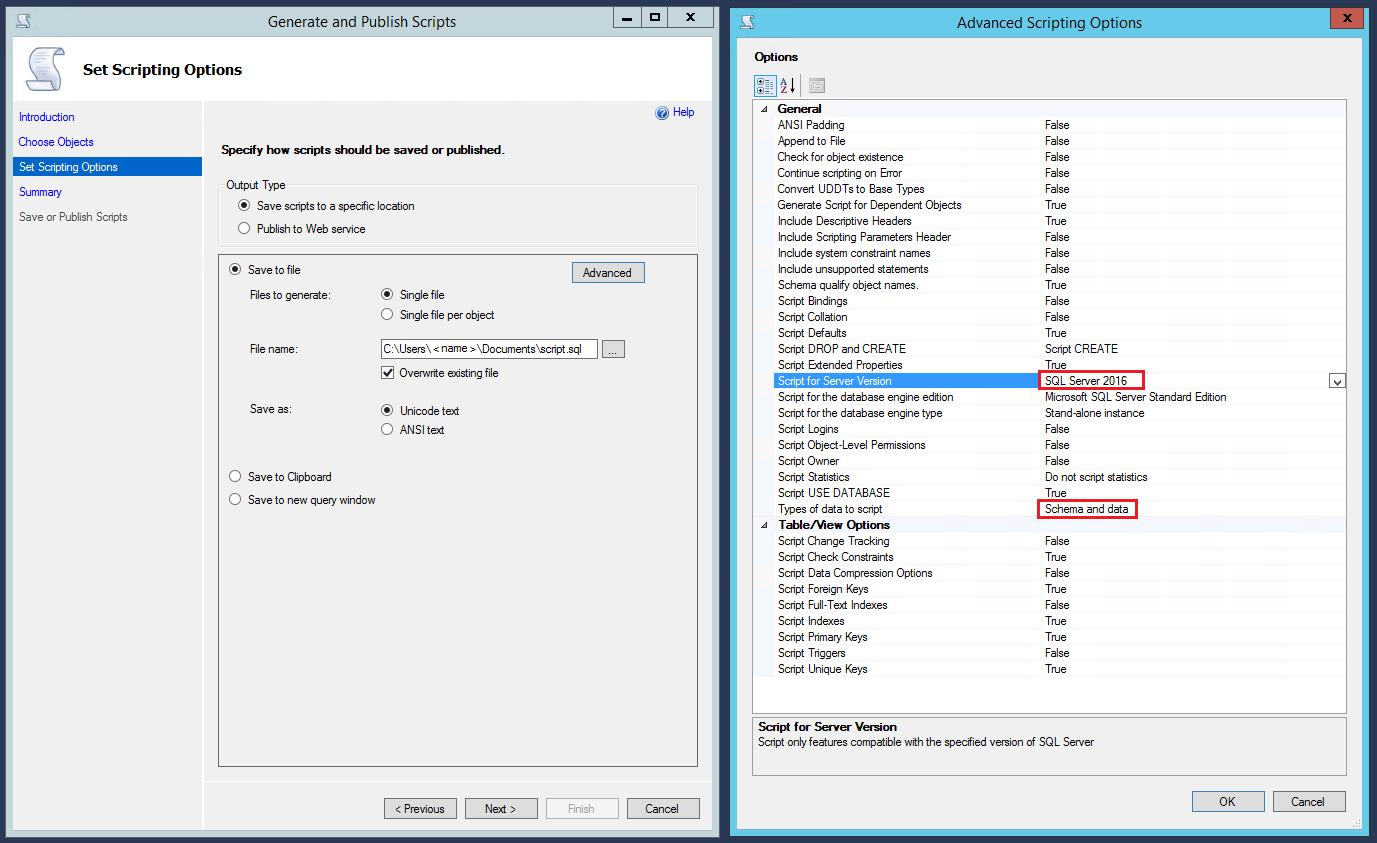 Generate and Publish Scripts
Set Scripting Options
Introduction
Choose Objects
Set Scripting Options
Summary
Save or Publish Scripts
Help
Specify how scripts should be saved or published.
Output Type
Save scripts to a specific location
Publish to Web service
Save to file
Advanced
Files to generate:
Single file
Single file per object
File name:
C:\Users\ < name >\Documents\script.sql
...
Overwrite existing file
Save as:
Unicode text
ANSI text
Save to Clipboard
Save to new query window
< Previous
Next >
Finish
Cancel
Advanced Scripting Options
Options
General
ANSI Padding False
Append to File False
Check for object existence False
Continue scripting on Error False
Convert UDDTs to Base Types False
Generate Script for Dependent Objects True
Include Descriptive Headers True
Include Scripting Parameters Header False
Include system constraint names False
Include unsupported statements False
Schema qualify object names. True
Script Bindings False
Script Collation False
Script Defaults True
Script DROP and CREATE Script CREATE
Script Extended Properties True
Script for Server Version SQL Server 2016
Script for the database engine edition Microsoft SQL Server Standard Edition
Script for the database engine type Stand-alone instance
Script Logins False
Script Object-Level Permissions False
Script Owner False
Script Statistics Do not script statistics
Script USE DATABASE True
Types of data to script Schema and data
Table/View Options
Script Change Tracking False
Script Check Constraints True
Script Data Compression Options False
Script Foreign Keys True
Script Full-Text Indexes False
Script Indexes True
Script Primary Keys True
Script Triggers False
Script Unique Keys True
Script for Server Version
Script only features compatible with the specified version of SQL Server
OK
Cancel